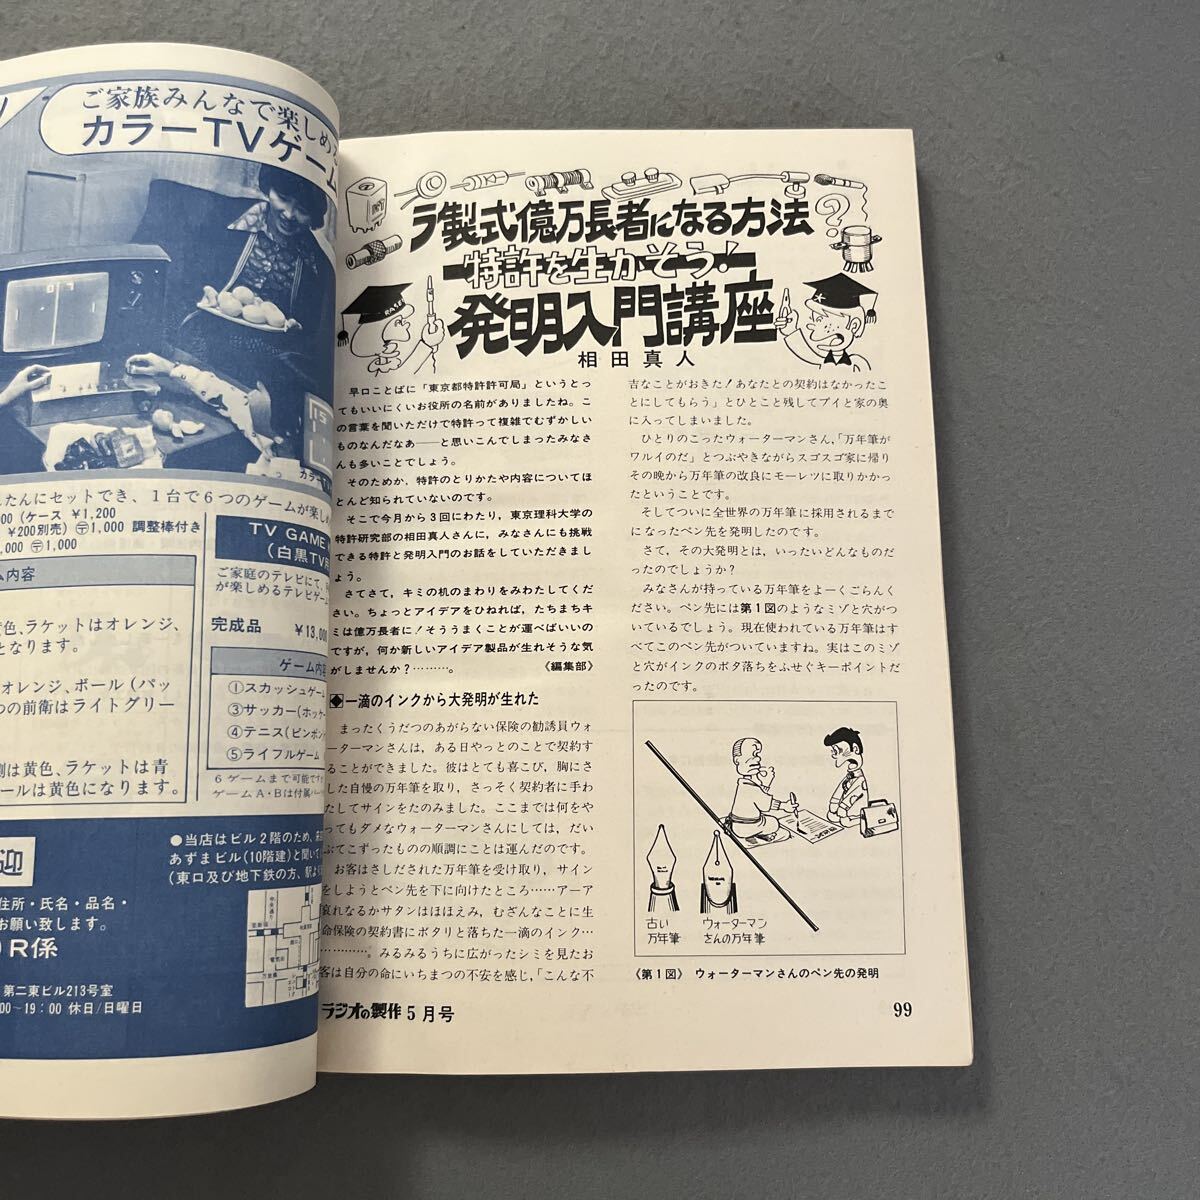 ご家族みんなで楽しめ
カラーTVゲーム
カラー
たんにセットでき、1台で6つのゲームが楽し
00 (ケース ¥1,200
¥200別売) 〒1,000 調整棒付き
,000 〒1,000
ム内容
色、ラケットはオレンジ、
となります。
オレンジ、ボール(パッ
つの前衛はライトグリー
側は黄色、ラケットは青
ールは黄色になります。
TV GAME
(白黒TV
ご家庭のテレビにて、
が楽しめるテレビゲー
完成品 ¥13,000
ゲーム内容
①スカッシュゲーム
③サッカー(ホッケー
④テニス(ピンポン
⑤ライフルゲーム
6ゲームまで可能です
ゲームA・Bは付属
●当店はビル2階のため、
あずまビル(10階建)と聞いて
(東口及び地下鉄の方、駅よ
迎
住所・氏名・品名・
お願い致します。
R係
第二東ビル213号室
00~19:00 休日/日曜日
ラ製式億万長者になる方法
特許を生かそう!
発明入門講座
相田真人
早口ことばに「東京都特許許可局」というとっ
てもいいにくいお役所の名前がありましたね。こ
の言葉を聞いただけで特許って複雑でむずかしい
ものなんだなあ――と思いこんでしまったみなさ
んも多いことでしょう。
そのためか、特許のとりかたや内容についてほ
とんど知られていないのです。
そこで今月から3回にわたり、東京理科大学の
特許研究部の相田真人さんに、みなさんにも挑戦
できる特許と発明入門のお話をしていただきまし
ょう。
さてさて、キミの机のまわりをみわたしてくだ
さい。ちょっとアイデアをひねれば、たちまちキ
ミは億万長者に!そううまくことが運べばいいの
ですが、何か新しいアイデア製品が生れそうな気
がしませんか?………。 《編集部》
◆一滴のインクから大発明が生れた
まったくうだつのあがらない保険の勧誘員ウォ
ーターマンさんは、ある日やっとのことで契約す
ることができました。彼はとても喜こび、胸にさ
した自慢の万年筆を取り、さっそく契約者に手わ
たしてサインをたのみました。ここまでは何をや
ってもダメなウォーターマンさんにしては、だい
ぶてこずったものの順調にことは運んだのです。
お客はさしだされた万年筆を受け取り、サイン
をしようとペン先を下に向けたところ……アーア
哀れなるかサタンはほほえみ、むざんなことに生
命保険の契約書にボタリと落ちた一滴のインク…
…………。みるみるうちに広がったシミを見たお
客は自分の命にいちまつの不安を感じ、「こんな不
吉なことがおきた!あなたとの契約はなかったこ
とにしてもらう」とひとこと残してプイと家の奥
に入ってしまいました。
ひとりのこったウォーターマンさん、「万年筆が
ワルイのだ」とつぶやきながらスゴスゴ家に帰り
その晩から万年筆の改良にモーレツに取りかかっ
たということです。
そしてついに全世界の万年筆に採用されるまで
になったペン先を発明したのです。
さて、その大発明とは、いったいどんなものだ
ったのでしょうか?
みなさんが持っている万年筆をよーくごらんく
ださい。ペン先には第1図のようなミゾと穴がつ
いているでしょう。現在使われている万年筆はす
べてこのペン先がついていますね。実はこのミゾ
と穴がインクのボタ落ちをふせぐキーポイントだ
ったのです。
古い
万年筆
ウォーターマン
さんの万年筆
《第1図》 ウォーターマンさんのペン先の発明
ラジオの製作 5月号
99